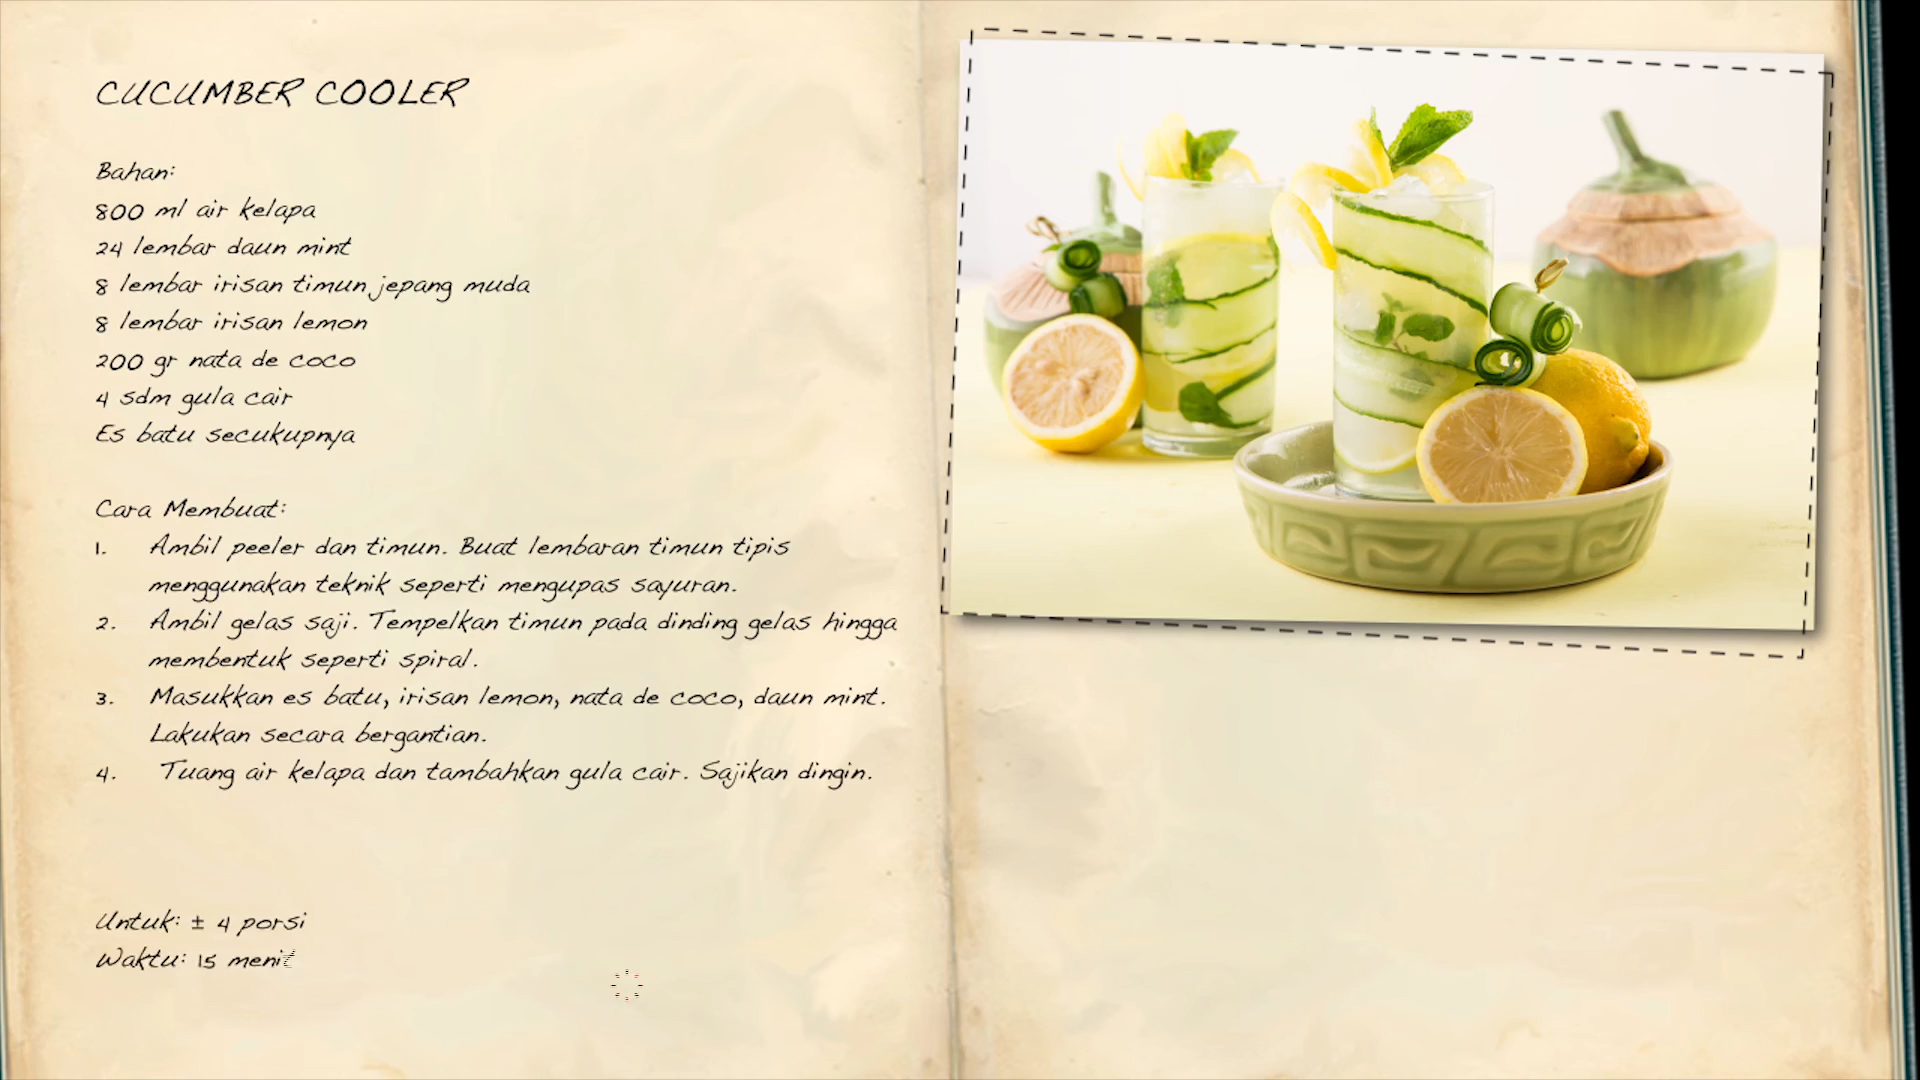 CUCUMBER COOLER
Bahan:
800 ml air kelapa
24 lembar daun mint
8 lembar irisan timun jepang muda
8 lembar irisan lemon
200 gr nata de coco
4 sdm gula cair
Es batu secukupnya
Cara Membuat:
1. Ambil peeler dan timun. Buat lembaran timun tipis
menggunakan teknik seperti mengupas sayuran.
2. Ambil gelas saji. Tempelkan timun pada dinding gelas hingga
membentuk seperti spiral.
3. Masukkan es batu, irisan lemon, nata de coco, daun mint.
Lakukan secara bergantian.
4. Tuang air kelapa dan tambahkan gula cair. Sajikan dingin.
Untuk: ± 4 porsi
Waktu: 15 menit